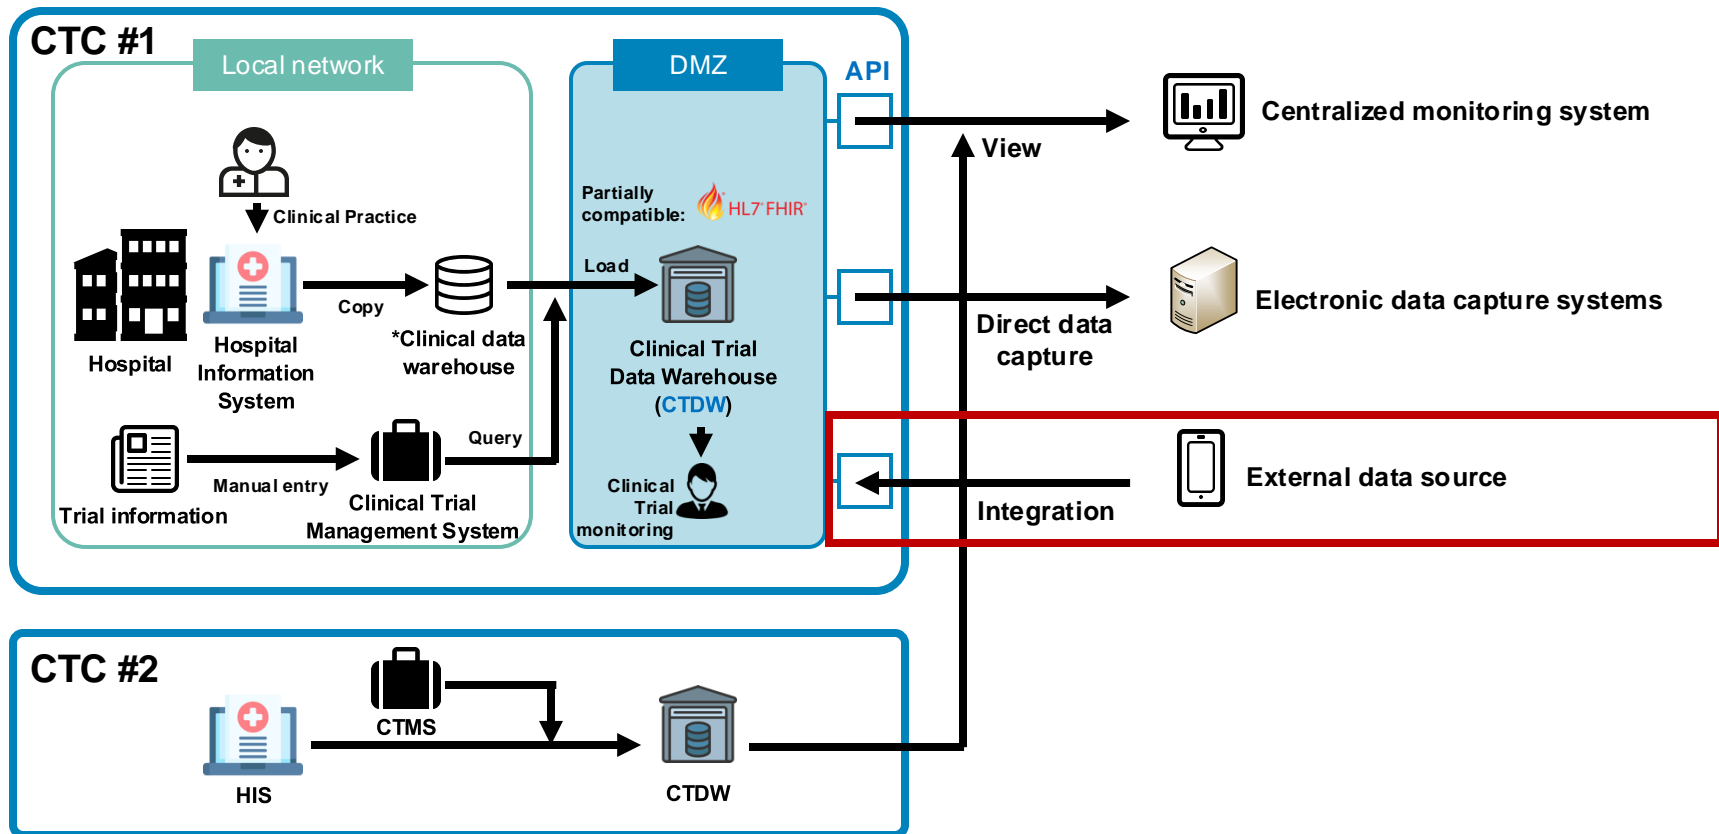 CTC #1
Local network
DMZ
API
Centralized monitoring system
View
Clinical Practice
Partially
compatible:
HL7® FHIR®
Load
Copy
Hospital
Hospital
Information
System
*Clinical data
warehouse
Clinical Trial
Data Warehouse
(CTDW)
Electronic data capture systems
Direct data
capture
Query
Manual entry
Trial information
Clinical Trial
Management System
Clinical
Trial
monitoring
External data source
Integration
CTC #2
CTMS
HIS
CTDW